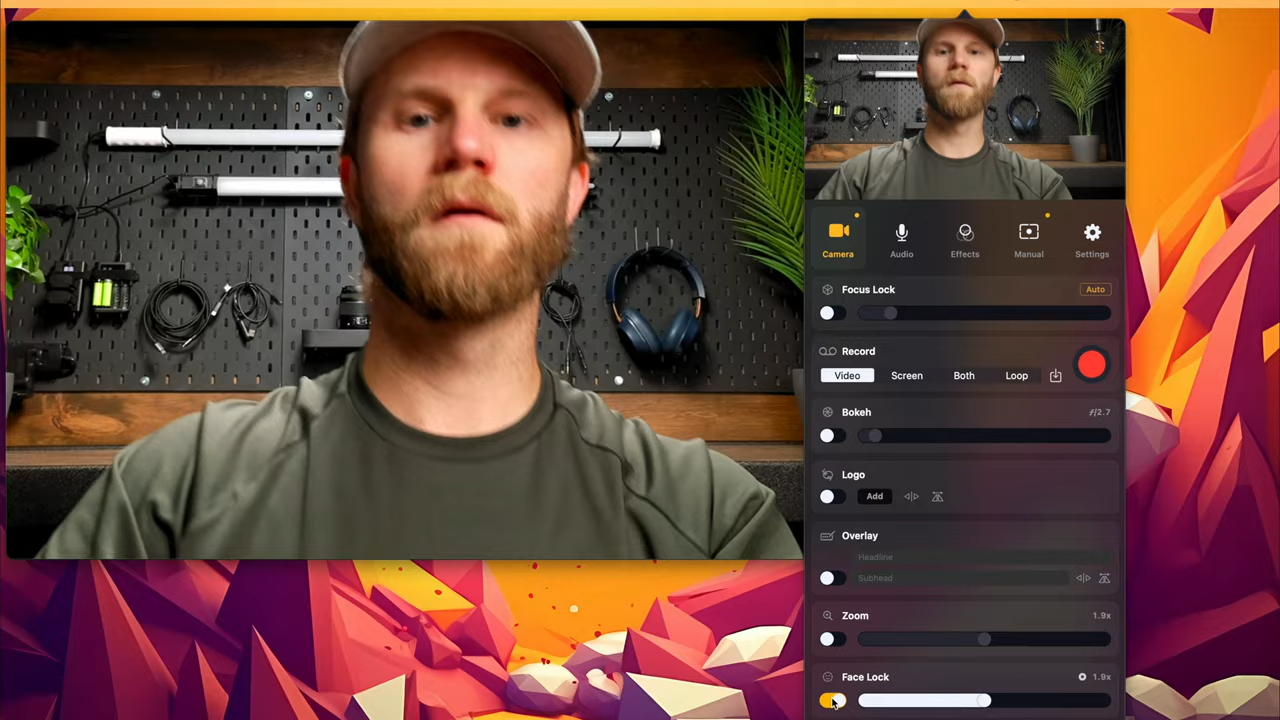 Camera
Audio
Effects
Manual
Settings
Focus Lock
Auto
Record
Video
Screen
Both
Loop
Bokeh
f/2.7
Logo
Add
Overlay
Headline
Subhead
Zoom
1.9x
Face Lock
1.9x